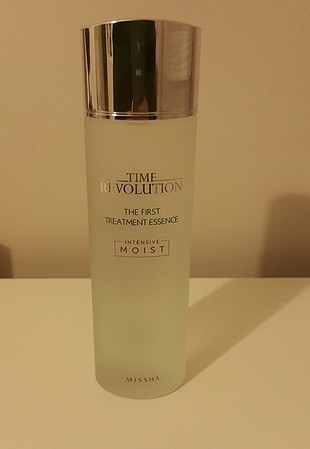 TIME
REVOLUTION
THE FIRST
TREATMENT ESSENCE
INTENSIVE
MOIST
MISSHA